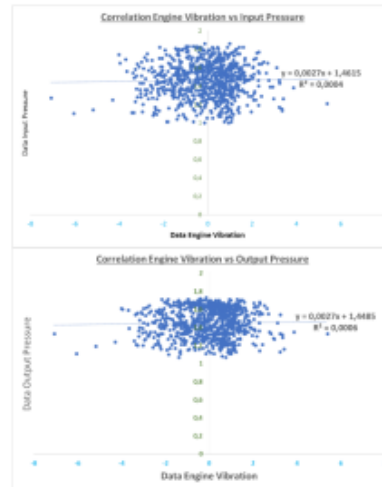 Correlation Engine Vibration vs Input Pressure
2
y = 0,0027x + 1,4615
R² = 0,0004
Data Input Pressure
1
0,8
0,6
0,4
0,2
0
-8 -6 -4 -2 0 2 4 6
Data Engine Vibration
Correlation Engine Vibration vs Output Pressure
2
1,8
y = 0,0027x + 1,4485
R² = 0,0006
Data Output Pressure
1
0,8
0,6
0,4
0,2
0
-8 -6 -4 -2 0 2 4 6
Data Engine Vibration